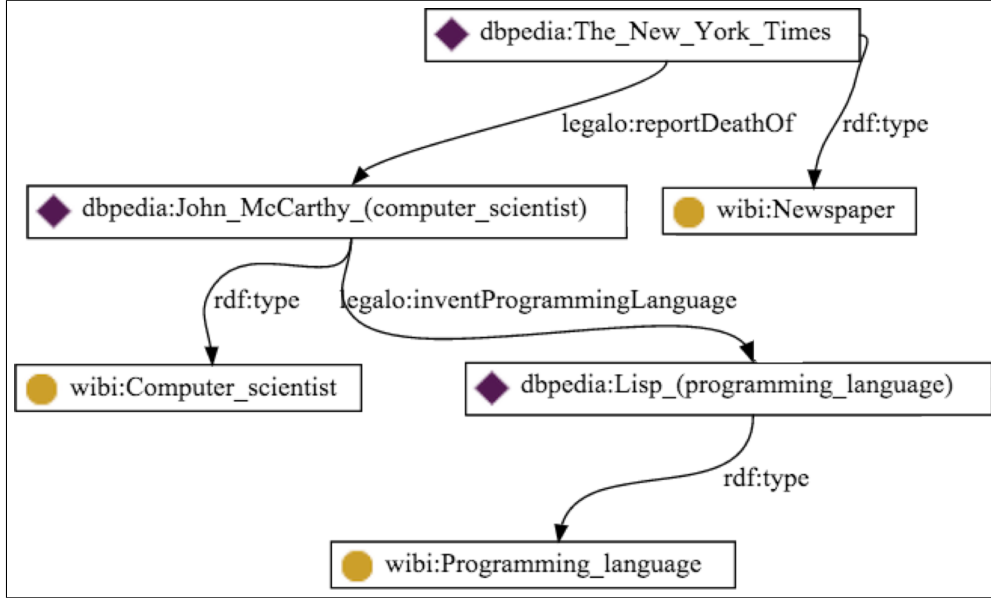 dbpedia:The_New_York_Times
legalo:reportDeathOf
rdf:type
dbpedia:John_McCarthy_(computer_scientist)
wibi:Newspaper
rdf:type
legalo:inventProgrammingLanguage
wibi:Computer_scientist
dbpedia:Lisp_(programming_language)
rdf:type
wibi:Programming_language